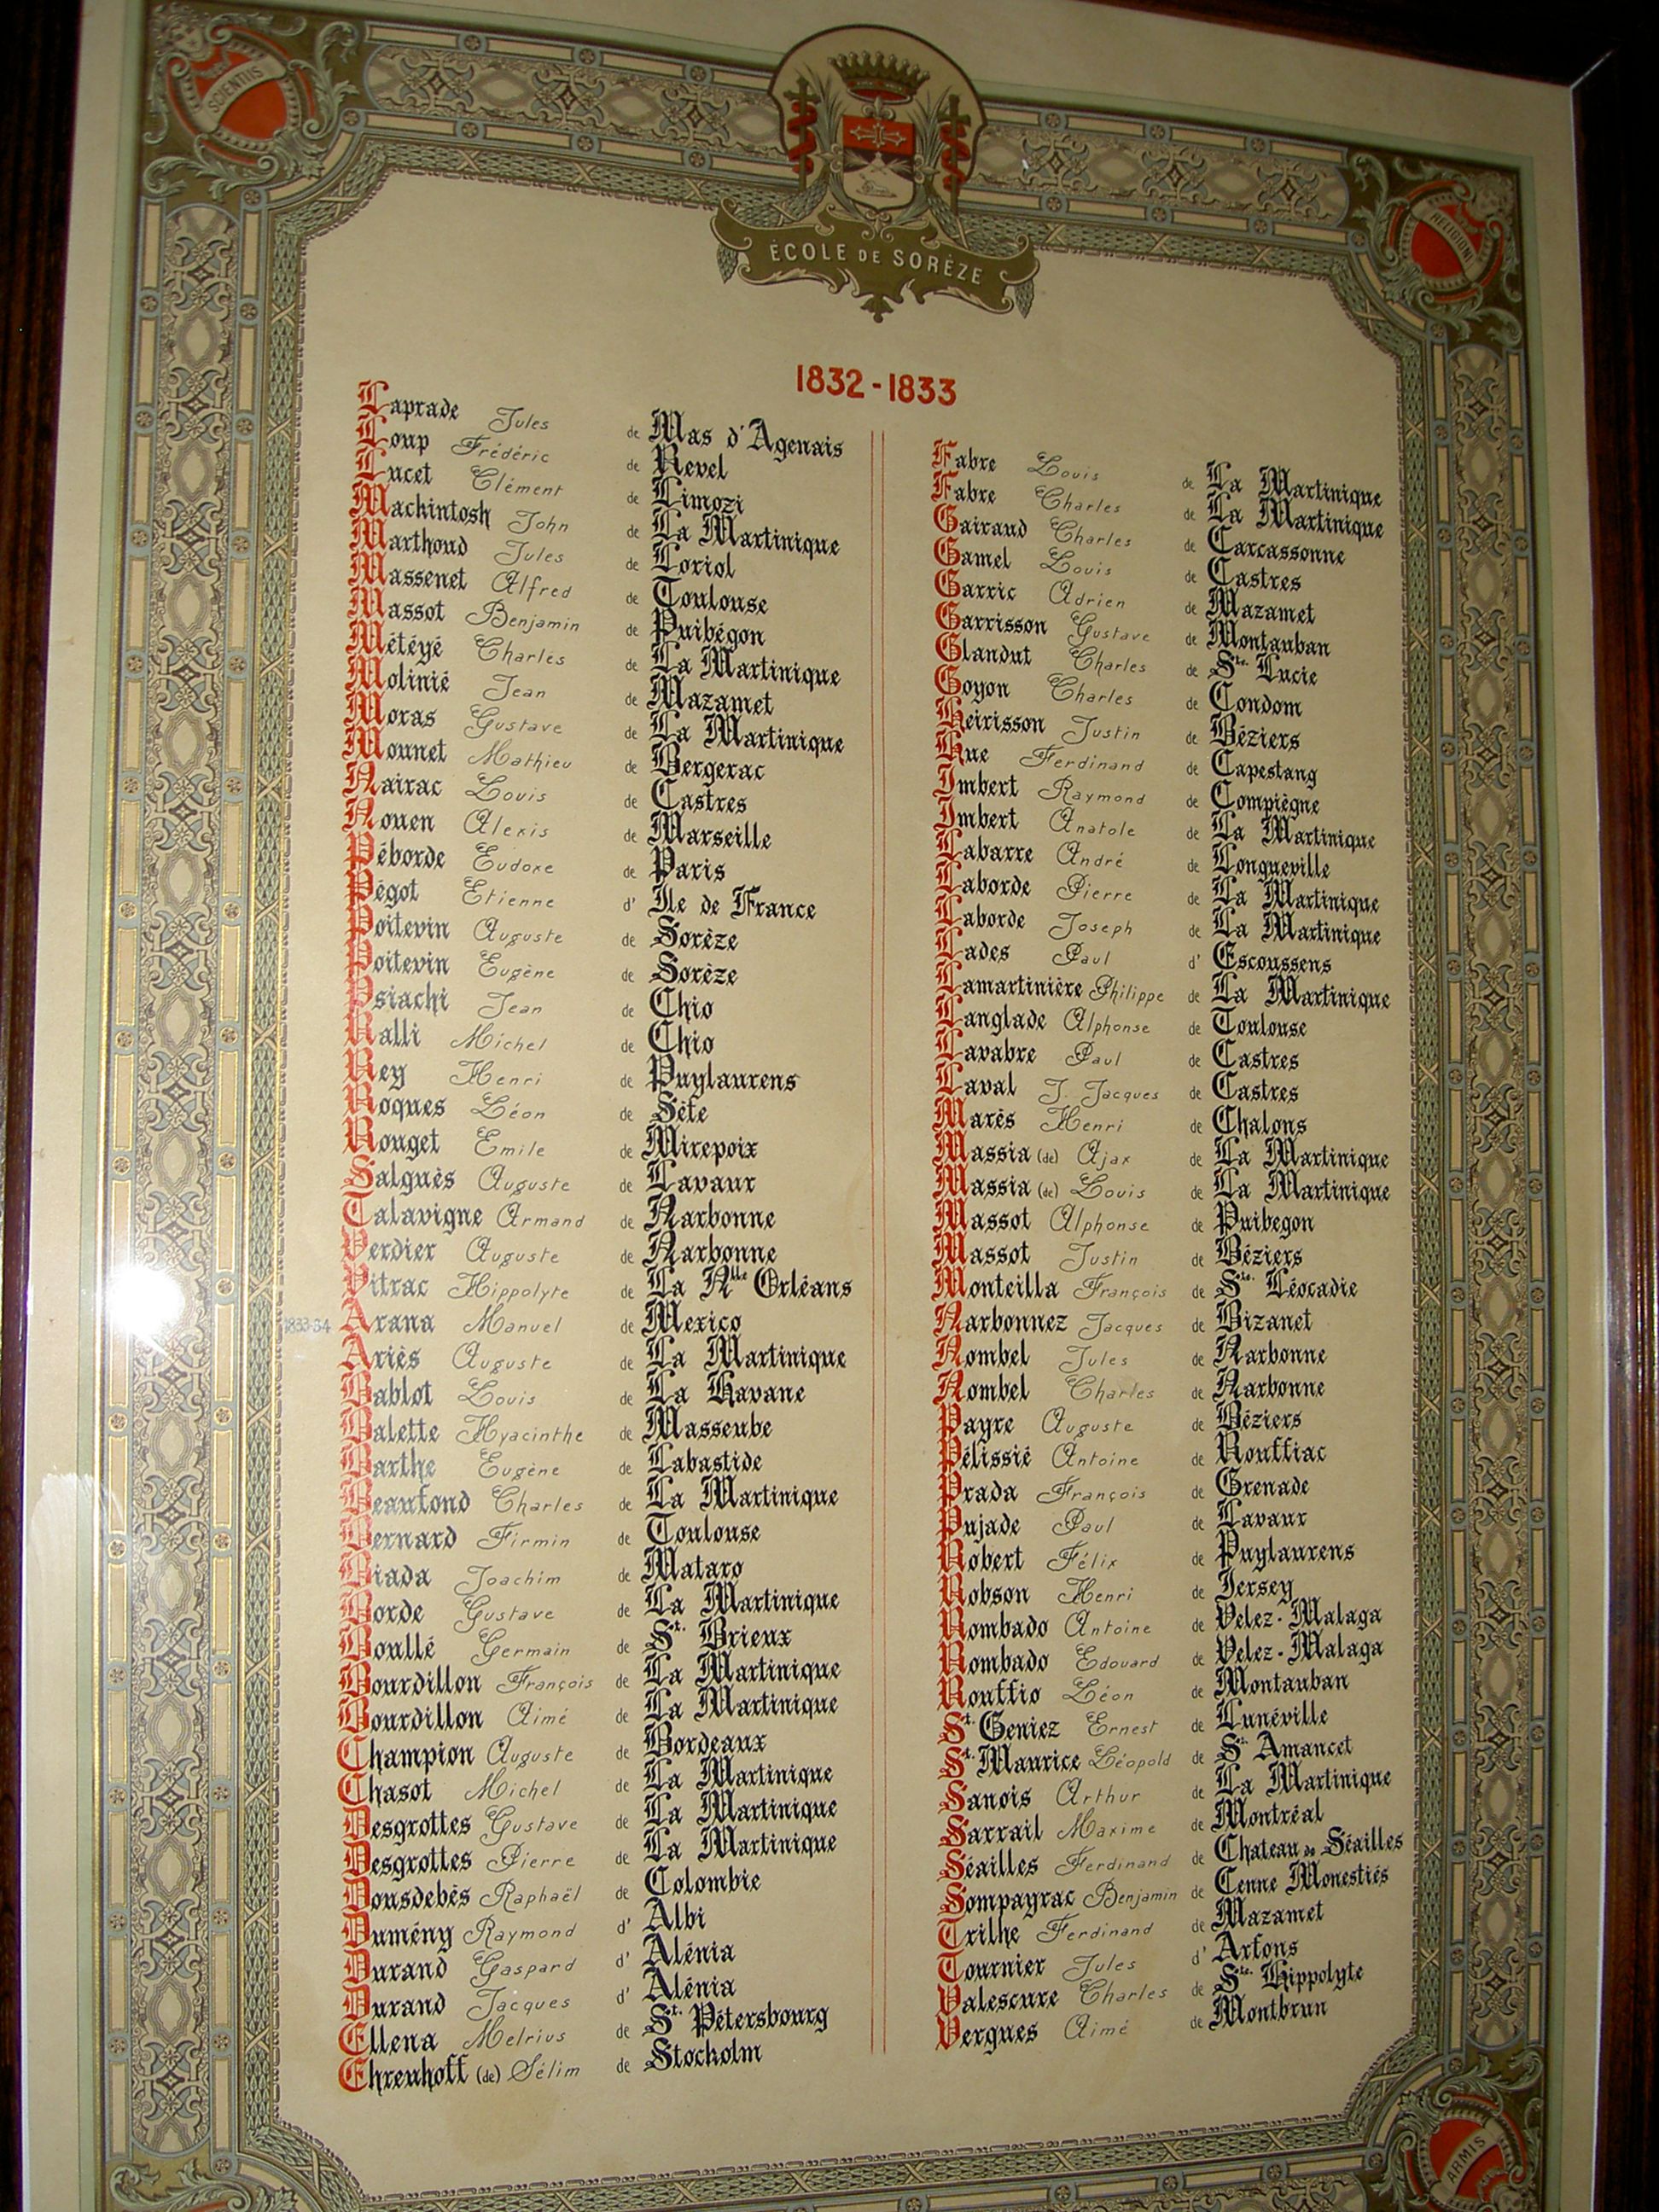 SCIENTIIS
RELIGIONI
ÉCOLE DE SORÈZE
1832-1833
Laprade Jules de Mas d'Agenais
Loup Frédéric de Revel
Lucet Clément de Limozi
Machintosh John de La Martinique
Marthoud Jules de Loriol
Massenet Alfred de Toulouse
Massot Benjamin de Puibégon
Météyé Charles de La Martinique
Molinié Jean de Mazamet
Moras Gustave de La Martinique
Mounet Mathieu de Bergerac
Nairac Louis de Castres
Nouen Alexis de Marseille
Péborde Eudoxe de Paris
Pégot Etienne d' Ile de France
Poitevin Auguste de Sorèze
Poitevin Eugène de Sorèze
Psiachi Jean de Chio
Ralli Michel de Chio
Rey Henri de Puylaurens
Roques Léon de Sète
Rouget Emile de Mirepoix
Salguès Auguste de Lavaur
Talavigne Armand de Narbonne
Verdier Auguste de Narbonne
Vitrac Hippolyte de La Nlle Orléans
1833-34 Arana Manuel de Mexico
Ariès Auguste de La Martinique
Bablot Louis de La Havane
Balette Hyacinthe de Masseube
Barthe Eugène de Labastide
Beaufond Charles de La Martinique
Bernard Firmin de Toulouse
Biada Joachim de Mataro
Borde Gustave de La Martinique
Boullé Germain de St. Brieux
Bourdillon François de La Martinique
Bourdillon Aimé de La Martinique
Champion Auguste de Bordeaux
Chasot Michel de La Martinique
Desgrottes Gustave de La Martinique
Desgrottes Pierre de La Martinique
Dousdebès Raphaël de Colombie
Dumény Raymond d' Albi
Durand Gaspard d' Alénia
Durand Jacques d' Alénia
Ellena Melrius de St. Pétersbourg
Ehrenhoff (de) Sélim de Stockolm
Fabre Louis de La Martinique
Fabre Charles de La Martinique
Gairaud Charles de Carcassonne
Gamel Louis de Castres
Garric Adrien de Mazamet
Garrisson Gustave de Montauban
Glandut Charles de Ste. Lucie
Goyon Charles de Condom
Heirisson Justin de Béziers
Hue Ferdinand de Capestang
Imbert Raymond de Compiègne
Imbert Anatole de La Martinique
Labarre André de Longueville
Laborde Pierre de La Martinique
Laborde Joseph de La Martinique
Lades Paul d' Escoussens
Lamartinière Philippe de La Martinique
Langlade Alphonse de Toulouse
Lavabre Paul de Castres
Laval J. Jacques de Castres
Marès Henri de Chalons
Massia (de) Ajax de La Martinique
Massia (de) Louis de La Martinique
Massot Alphonse de Puibegon
Massot Justin de Béziers
Monteilla François de Ste. Léocadie
Narbonnez Jacques de Bizanet
Nombel Jules de Narbonne
Nombel Charles de Narbonne
Payre Auguste de Béziers
Pélissié Antoine de Rouffiac
Prada François de Grenade
Pujade Paul de Lavaur
Robert Félix de Puylaurens
Robson Henri de Jersey
Rombado Antoine de Velez-Malaga
Rombado Edouard de Velez-Malaga
Rouffio Léon de Montauban
St. Geniez Ernest de Lunéville
St. Maurice Léopold de St. Amancet
Sanois Arthur de La Martinique
Sarrail Maxime de Montréal
Séailles Ferdinand de Chateau de Séailles
Sompayrac Benjamin de Cenne Monestiés
Trilhe Ferdinand de Mazamet
Tournier Jules d' Arfons
Valescure Charles de Ste. Hippolyte
Vergues Aimé de Montbrun
ARMIS